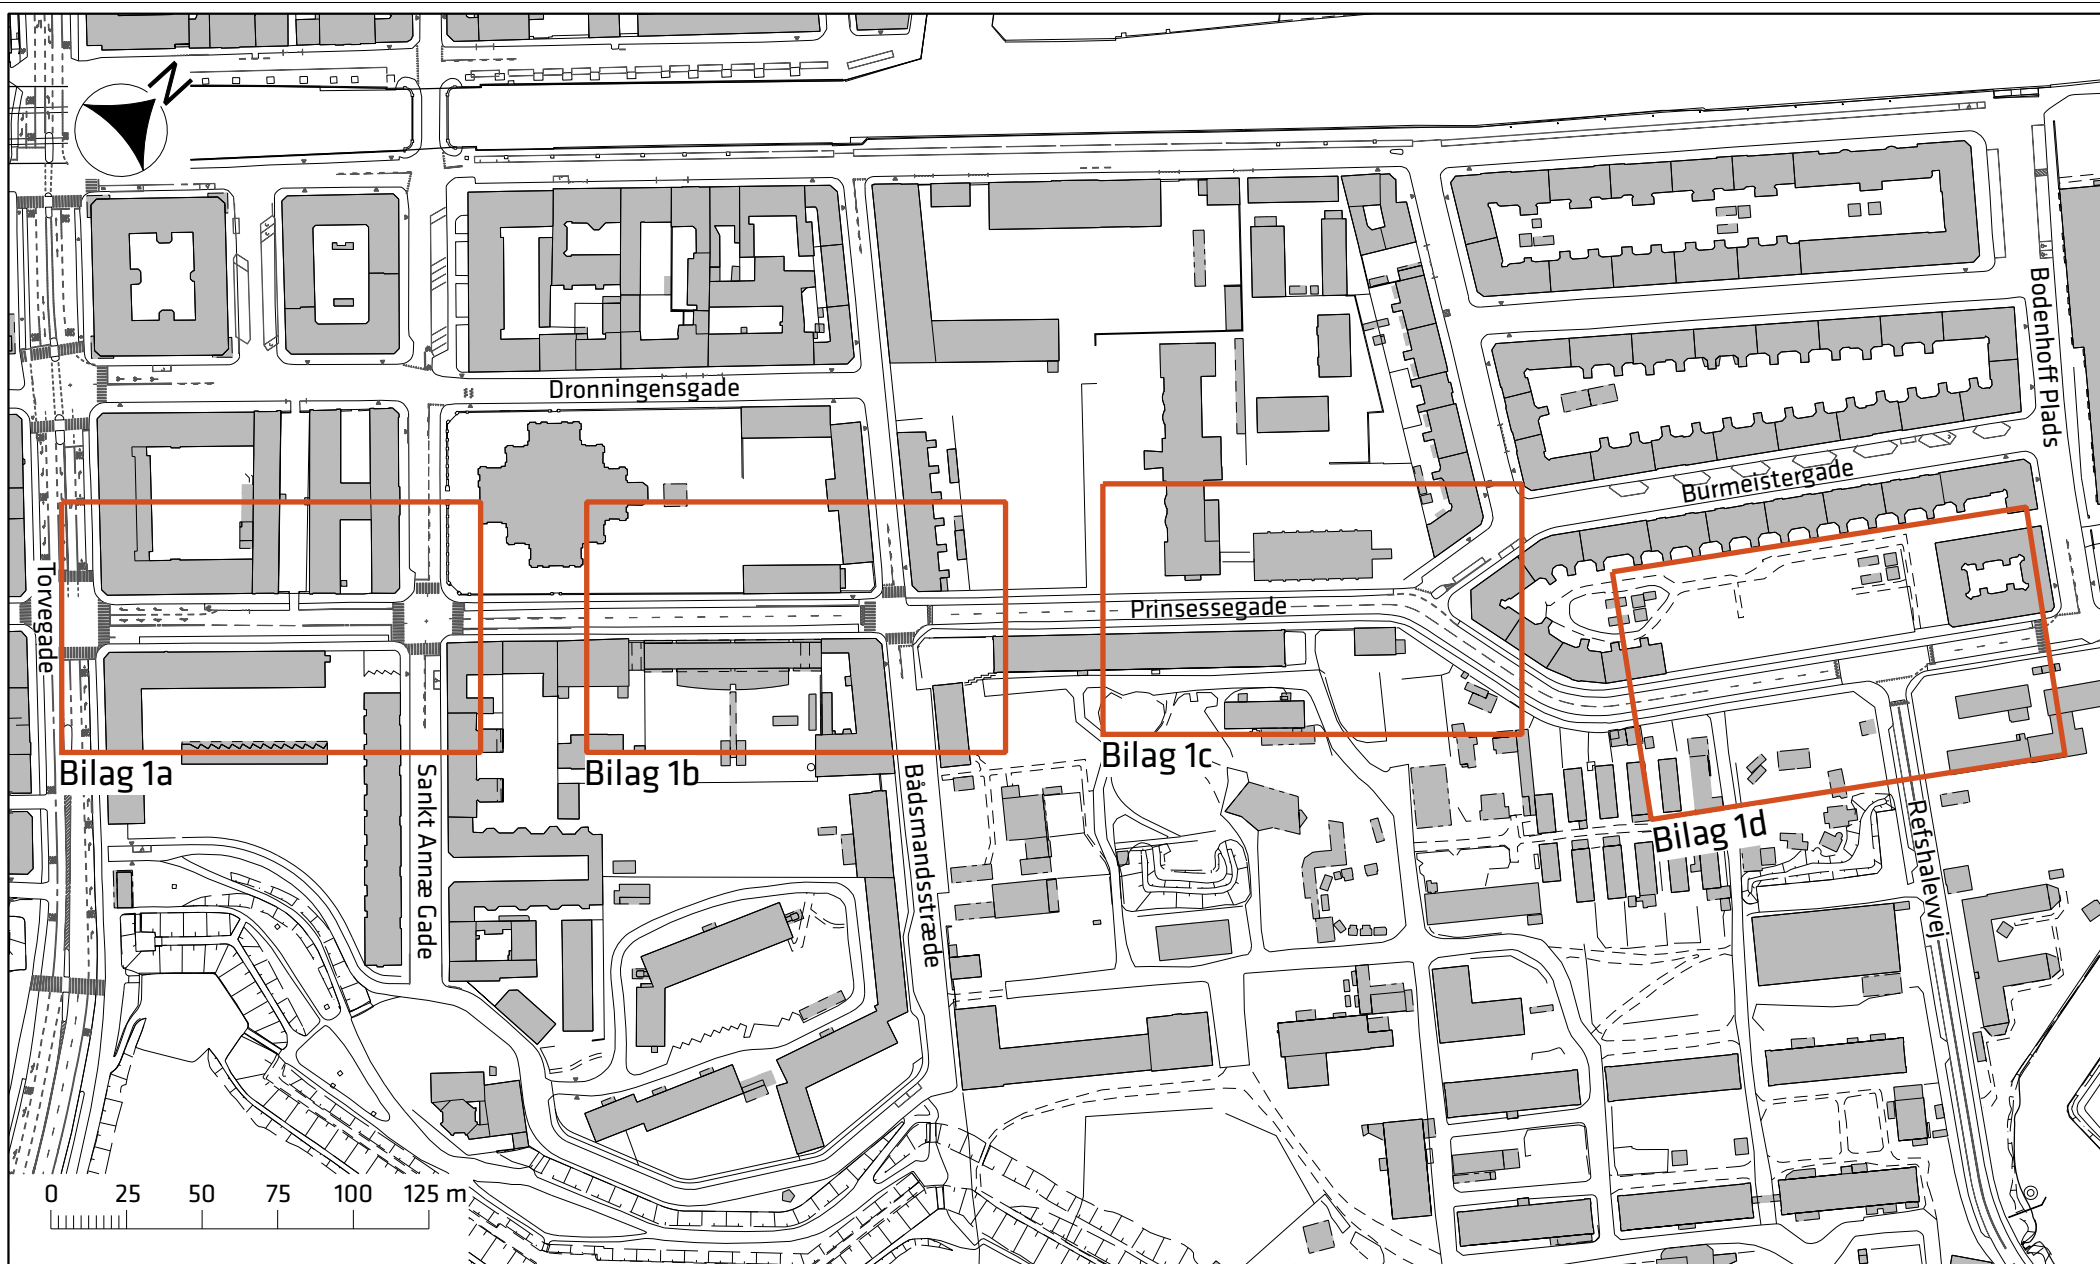 N
Bodenhoff Plads
Dronningensgade
Burmeistergade
Torvegade
Prinsessegade
Bilag 1a
Bilag 1b
Bilag 1c
Bilag 1d
Sankt Annæ Gade
Bådsmandsstræde
Refshalevej
0 25 50 75 100 125 m